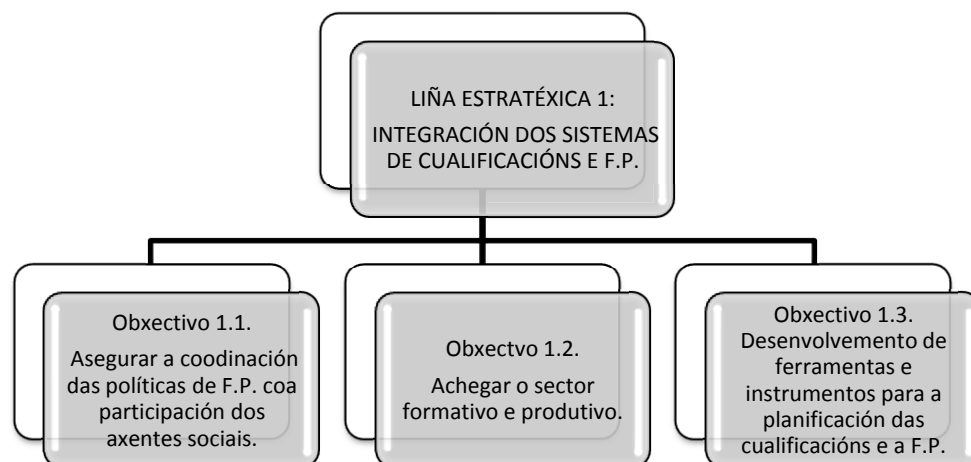 LIÑA ESTRATÉXICA 1:
INTEGRACIÓN DOS SISTEMAS
DE CUALIFICACIÓNS E F.P.
Obxectivo 1.1.
Asegurar a coodinación
das políticas de F.P. coa
participación dos
axentes sociais.
Obxectvo 1.2.
Achegar o sector
formativo e produtivo.
Obxectivo 1.3.
Desenvolvemento de
ferramentas e
instrumentos para a
planificación das
cualificacións e a F.P.